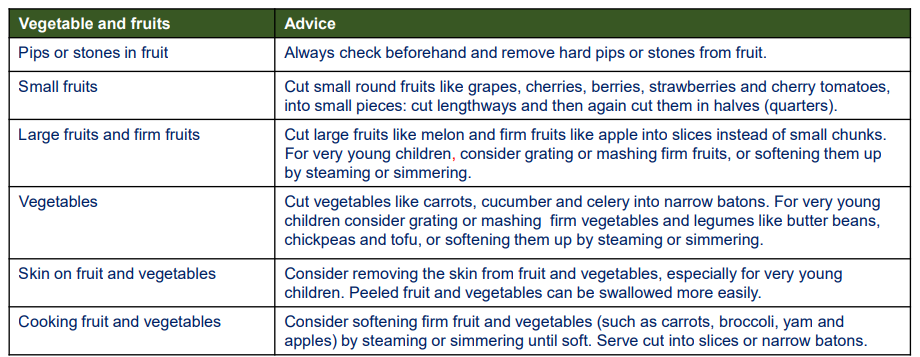 Vegetable and fruits Advice
Pips or stones in fruit Always check beforehand and remove hard pips or stones from fruit.
Small fruits Cut small round fruits like grapes, cherries, berries, strawberries and cherry tomatoes,
into small pieces: cut lengthways and then again cut them in halves (quarters).
Large fruits and firm fruits Cut large fruits like melon and firm fruits like apple into slices instead of small chunks.
For very young children, consider grating or mashing firm fruits, or softening them up
by steaming or simmering.
Vegetables Cut vegetables like carrots, cucumber and celery into narrow batons. For very young
children consider grating or mashing firm vegetables and legumes like butter beans,
chickpeas and tofu, or softening them up by steaming or simmering.
Skin on fruit and vegetables Consider removing the skin from fruit and vegetables, especially for very young
children. Peeled fruit and vegetables can be swallowed more easily.
Cooking fruit and vegetables Consider softening firm fruit and vegetables (such as carrots, broccoli, yam and
apples) by steaming or simmering until soft. Serve cut into slices or narrow batons.